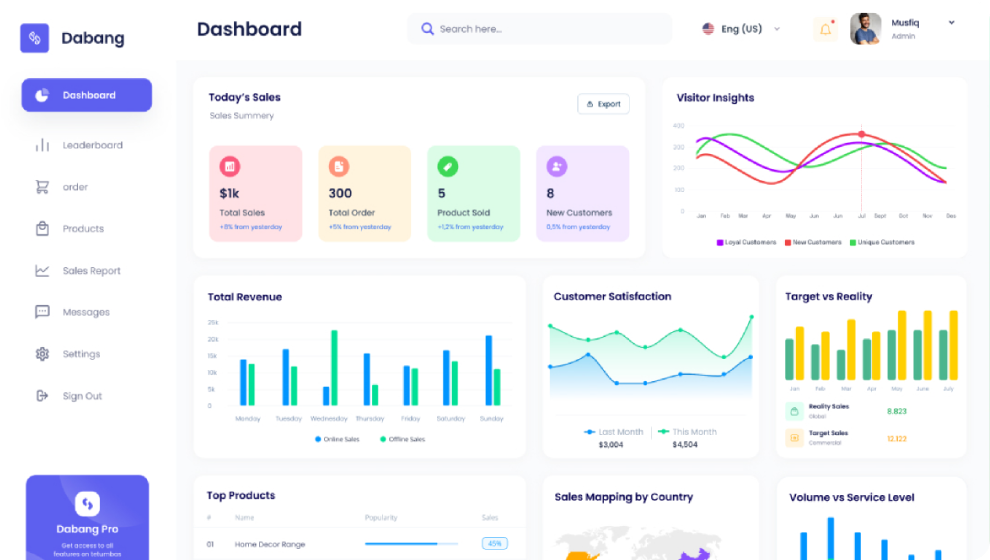 Dabang
Dashboard
Search here...
Eng (US)
Musfiq
Admin
Dashboard
Leaderboard
order
Products
Sales Report
Messages
Settings
Sign Out
Dabang Pro
Get access to all
features on tetumbas
Today's Sales
Sales Summery
Export
$1k
Total Sales
+8% from yesterday
300
Total Order
+5% from yesterday
5
Product Sold
+1,2% from yesterday
8
New Customers
0,5% from yesterday
Visitor Insights
400
300
200
100
0
Jan Feb Mar Apr May Jun Jun Jul Sept Oct Nov Des
Loyal Customers New Customers Unique Customers
Total Revenue
25k
20k
15k
10k
5k
0
Monday Tuesday Wednesday Thursday Friday Saturday Sunday
Online Sales Offline Sales
Customer Satisfaction
Last Month This Month
$3,004 $4,504
Target vs Reality
Jan Feb Mar Apr May June July
Reality Sales
Global
8.823
Target Sales
Commercial
12.122
Top Products
# Name Popularity Sales
01 Home Decor Range 45%
Sales Mapping by Country
Volume vs Service Level